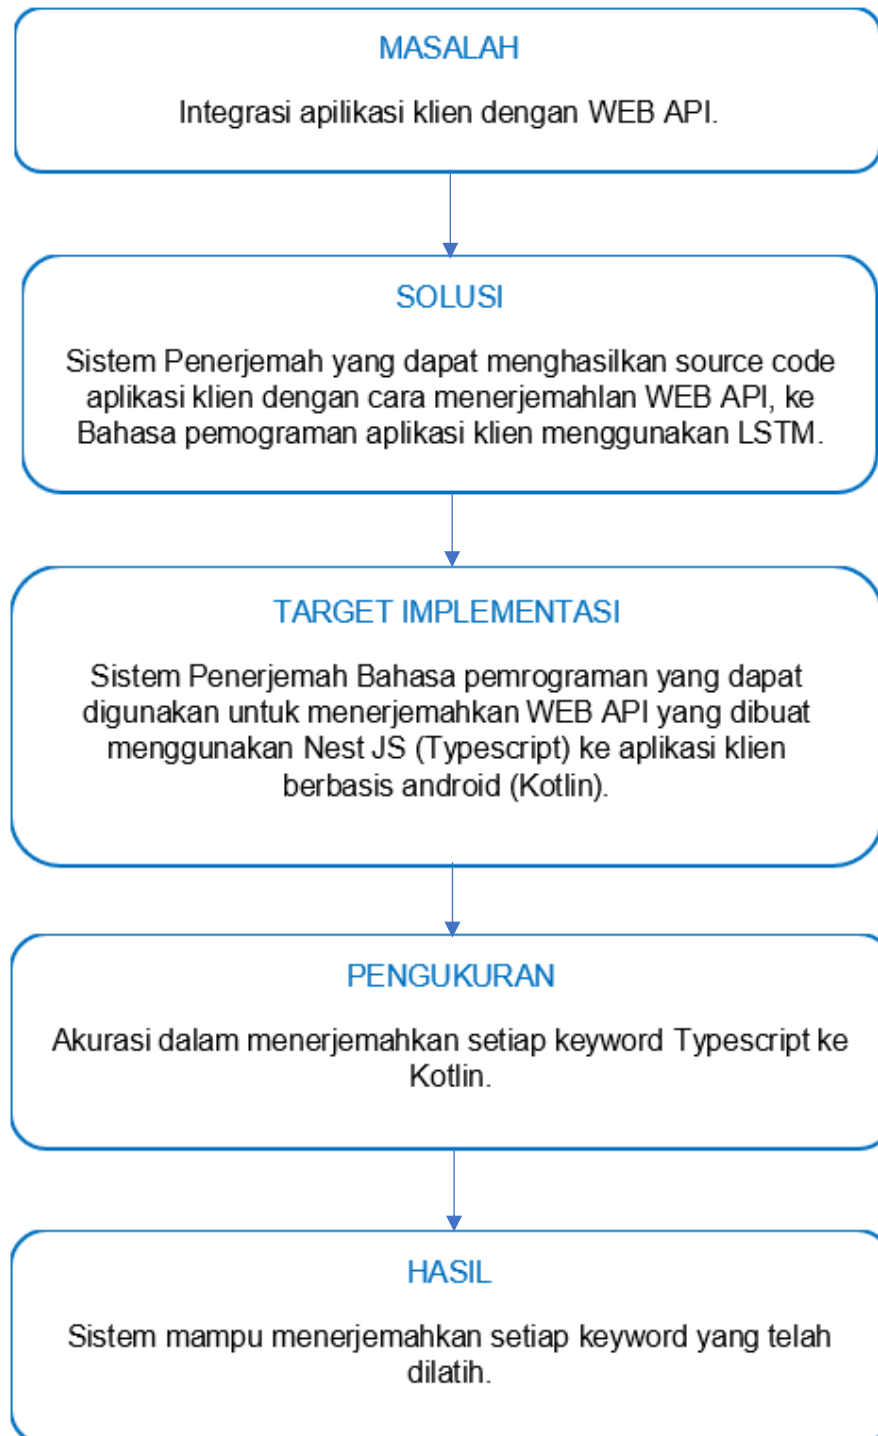 MASALAH
Integrasi apilikasi klien dengan WEB API.
SOLUSI
Sistem Penerjemah yang dapat menghasilkan source code
aplikasi klien dengan cara menerjemahlan WEB API, ke
Bahasa pemograman aplikasi klien menggunakan LSTM.
TARGET IMPLEMENTASI
Sistem Penerjemah Bahasa pemrograman yang dapat
digunakan untuk menerjemahkan WEB API yang dibuat
menggunakan Nest JS (Typescript) ke aplikasi klien
berbasis android (Kotlin).
PENGUKURAN
Akurasi dalam menerjemahkan setiap keyword Typescript ke
Kotlin.
HASIL
Sistem mampu menerjemahkan setiap keyword yang telah
dilatih.